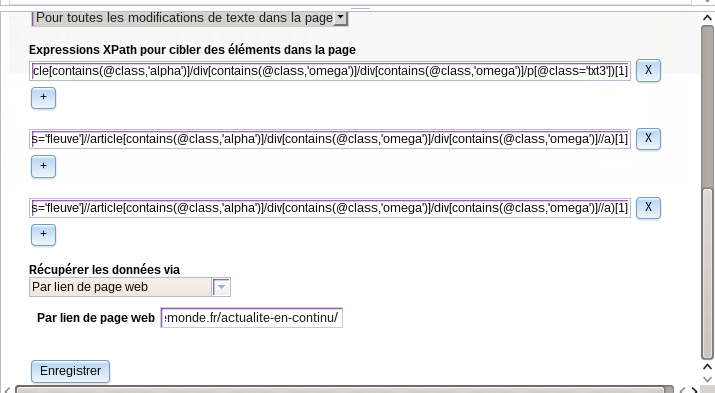 Pour toutes les modifications de texte dans la page
Expressions XPath pour cibler des éléments dans la page
cle[contains(@class,'alpha')]/div[contains(@class,'omega')]/div[contains(@class,'omega')]/p[@class='txt3'])[1] X
+
s='fleuve']//article[contains(@class,'alpha')]/div[contains(@class,'omega')]/div[contains(@class,'omega')]//a)[1] X
+
s='fleuve']//article[contains(@class,'alpha')]/div[contains(@class,'omega')]/div[contains(@class,'omega')]//a)[1] X
+
Récupérer les données via
Par lien de page web
Par lien de page web monde.fr/actualite-en-continu/
Enregistrer